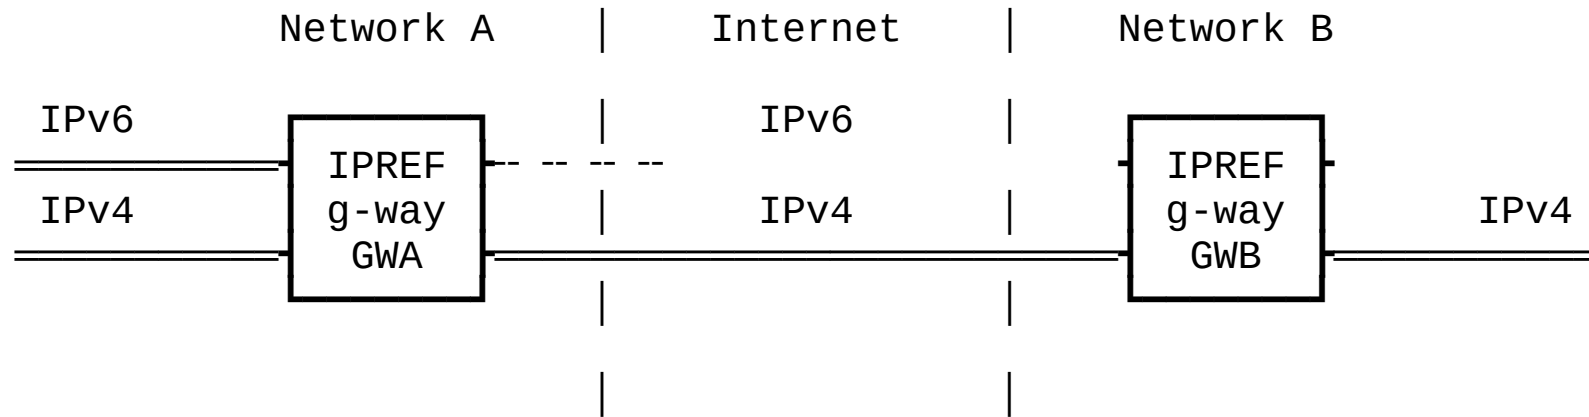 Network A | Internet | Network B
IPv6 IPv6
IPREF IPREF
IPv4 g-way IPv4 g-way IPv4
GWA GWB